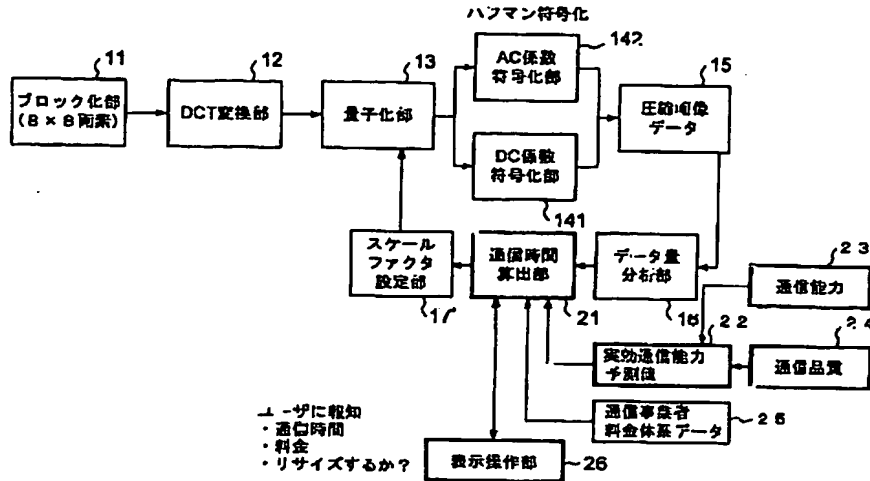 ハフマン符号化
11
12
13
142
15
ブロック化部
(8×8画素)
DCT変換部
量子化部
AC係数
符号化部
圧縮画像
データ
DC係数
符号化部
141
スケール
ファクタ
設定部
通信時間
算出部
データ量
分析部
23
通信能力
21
16
22
24
実効通信能力
予測値
通信品質
通信事業者
料金体系データ
25
ユーザに報知
・通信時間
・料金
・リサイズするか?
表示操作部
26